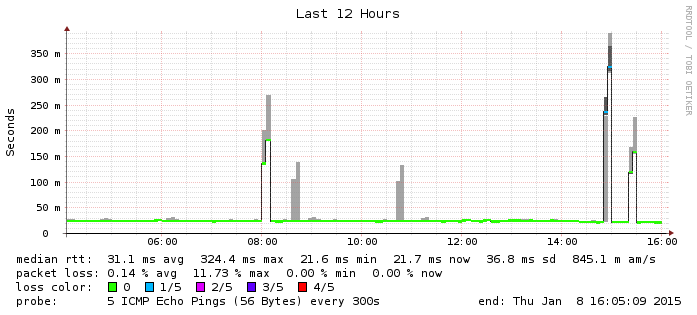 Last 12 Hours
RRDTOOL / TOBI OETIKER
Seconds
350 m
300 m
250 m
200 m
150 m
100 m
50 m
0
06:00 08:00 10:00 12:00 14:00 16:00
median rtt: 31.1 ms avg 324.4 ms max 21.6 ms min 21.7 ms now 36.8 ms sd 845.1 m am/s
packet loss: 0.14 % avg 11.73 % max 0.00 % min 0.00 % now
loss color: 0 1/5 2/5 3/5 4/5
probe: 5 ICMP Echo Pings (56 Bytes) every 300s end: Thu Jan 8 16:05:09 2015